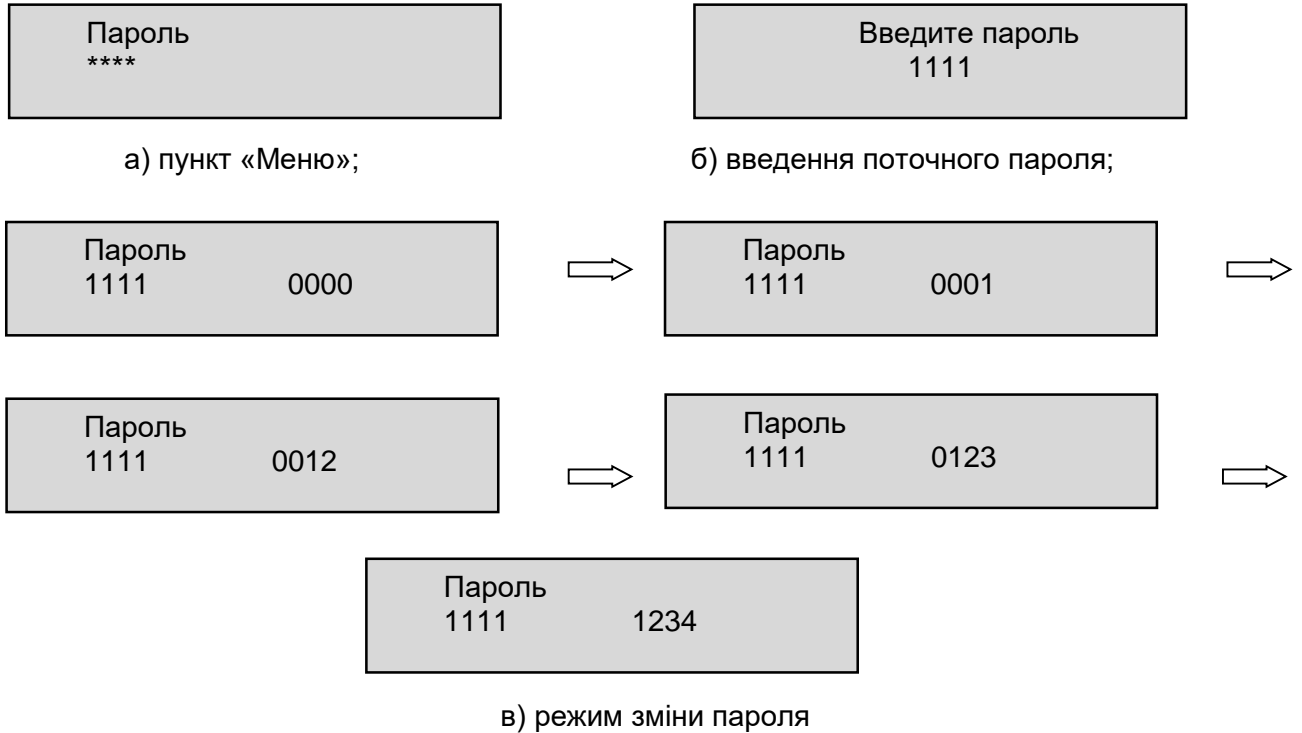 Пароль
****
Введите пароль
1111
а) пункт «Меню»;
б) введення поточного пароля;
Пароль
1111 0000
Пароль
1111 0001
Пароль
1111 0012
Пароль
1111 0123
Пароль
1111 1234
в) режим зміни пароля